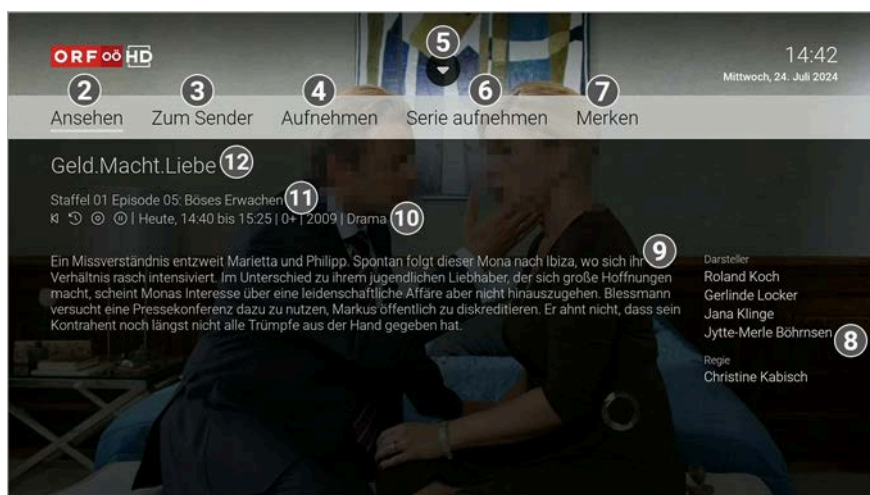 ORF OÖ HD
5
14:42
Mittwoch, 24. Juli 2024
2 3 4 6 7
Ansehen Zum Sender Aufnehmen Serie aufnehmen Merken
Geld.Macht.Liebe 12
Staffel 01 Episode 05: Böses Erwachen 11
| Heute, 14:40 bis 15:25 | 0+ | 2009 | Drama 10
Ein Missverständnis entzweit Marietta und Philipp. Spontan folgt dieser Mona nach Ibiza, wo sich ihr 9
Verhältnis rasch intensiviert. Im Unterschied zu ihrem jugendlichen Liebhaber, der sich große Hoffnungen
macht, scheint Monas Interesse über eine leidenschaftliche Affäre aber nicht hinauszugehen. Blessmann
versucht eine Pressekonferenz dazu zu nutzen, Markus öffentlich zu diskreditieren. Er ahnt nicht, dass sein
Kontrahent noch längst nicht alle Trümpfe aus der Hand gegeben hat.
Darsteller
Roland Koch
Gerlinde Locker
Jana Klinge
Jytte-Merle Böhrnsen 8
Regie
Christine Kabisch